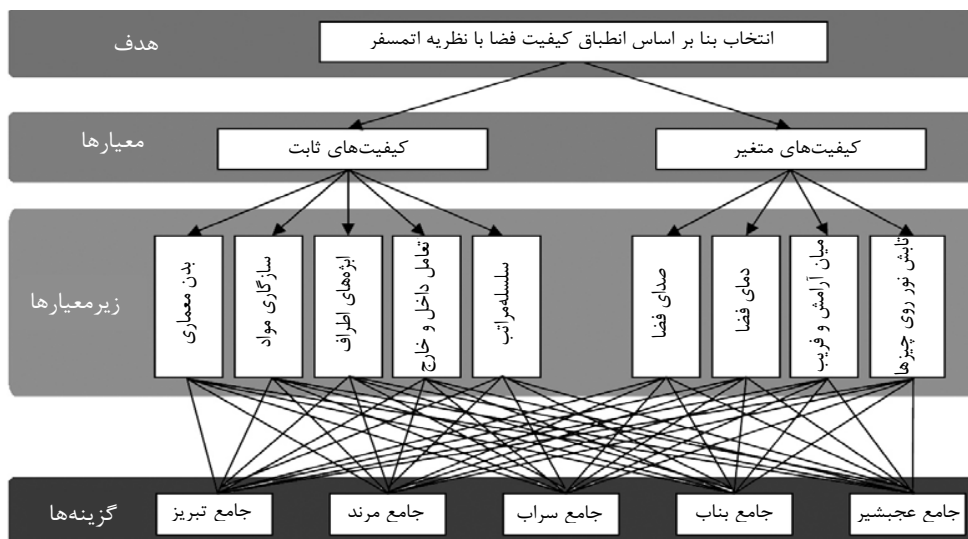 هدف
انتخاب بنا بر اساس انطباق کیفیت فضا با نظریه اتمسفر
معیارها
کیفیت‌های متغیر
کیفیت‌های ثابت
زیرمعیارها
تابش نور روی چیزها
میان آرامش و فریب
دمای فضا
صدای فضا
سلسله‌مراتب
تعامل داخل و خارج
ابژه‌های اطراف
سازگاری مواد
بدن معماری
گزینه‌ها
جامع عجبشیر
جامع بناب
جامع سراب
جامع مرند
جامع تبریز